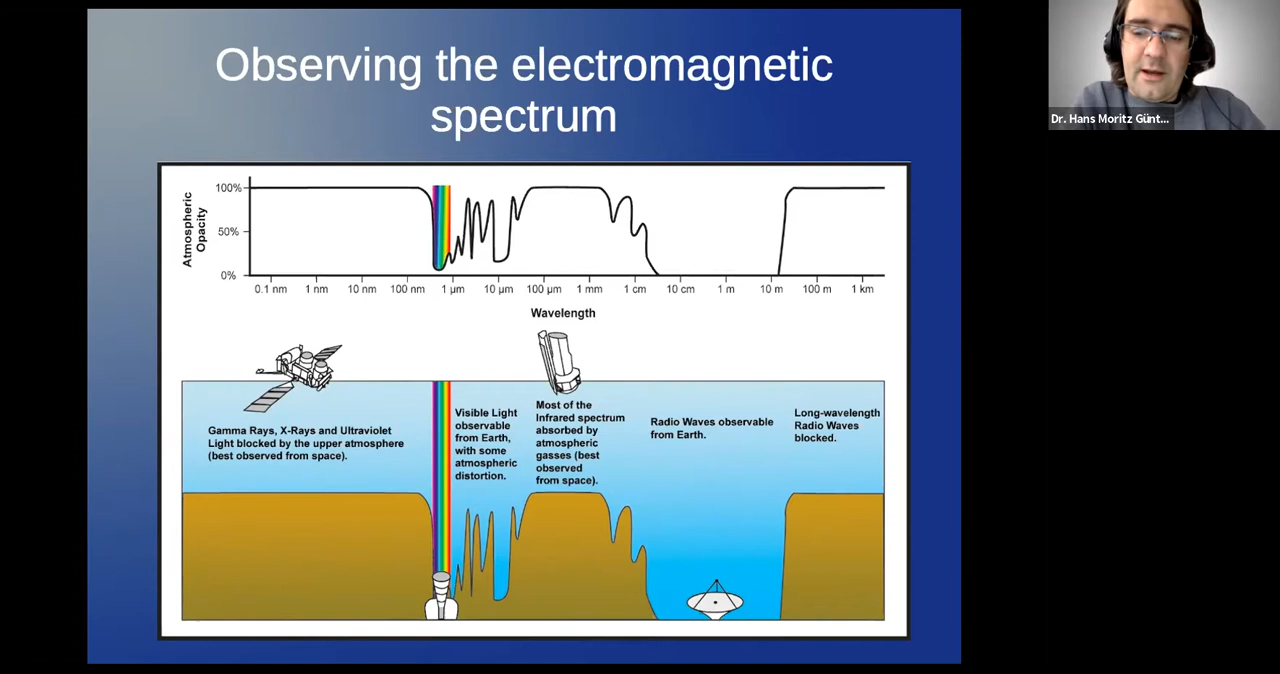 Observing the electromagnetic
spectrum
Dr. Hans Moritz Günt...
Atmospheric
Opacity
100%
50%
0%
0.1 nm 1 nm 10 nm 100 nm 1 μm 10 μm 100 μm 1 mm 1 cm 10 cm 1 m 10 m 100 m 1 km
Wavelength
Gamma Rays, X-Rays and Ultraviolet
Light blocked by the upper atmosphere
(best observed from space).
Visible Light
observable
from Earth,
with some
atmospheric
distortion.
Most of the
Infrared spectrum
absorbed by
atmospheric
gasses (best
observed
from space).
Radio Waves observable
from Earth.
Long-wavelength
Radio Waves
blocked.